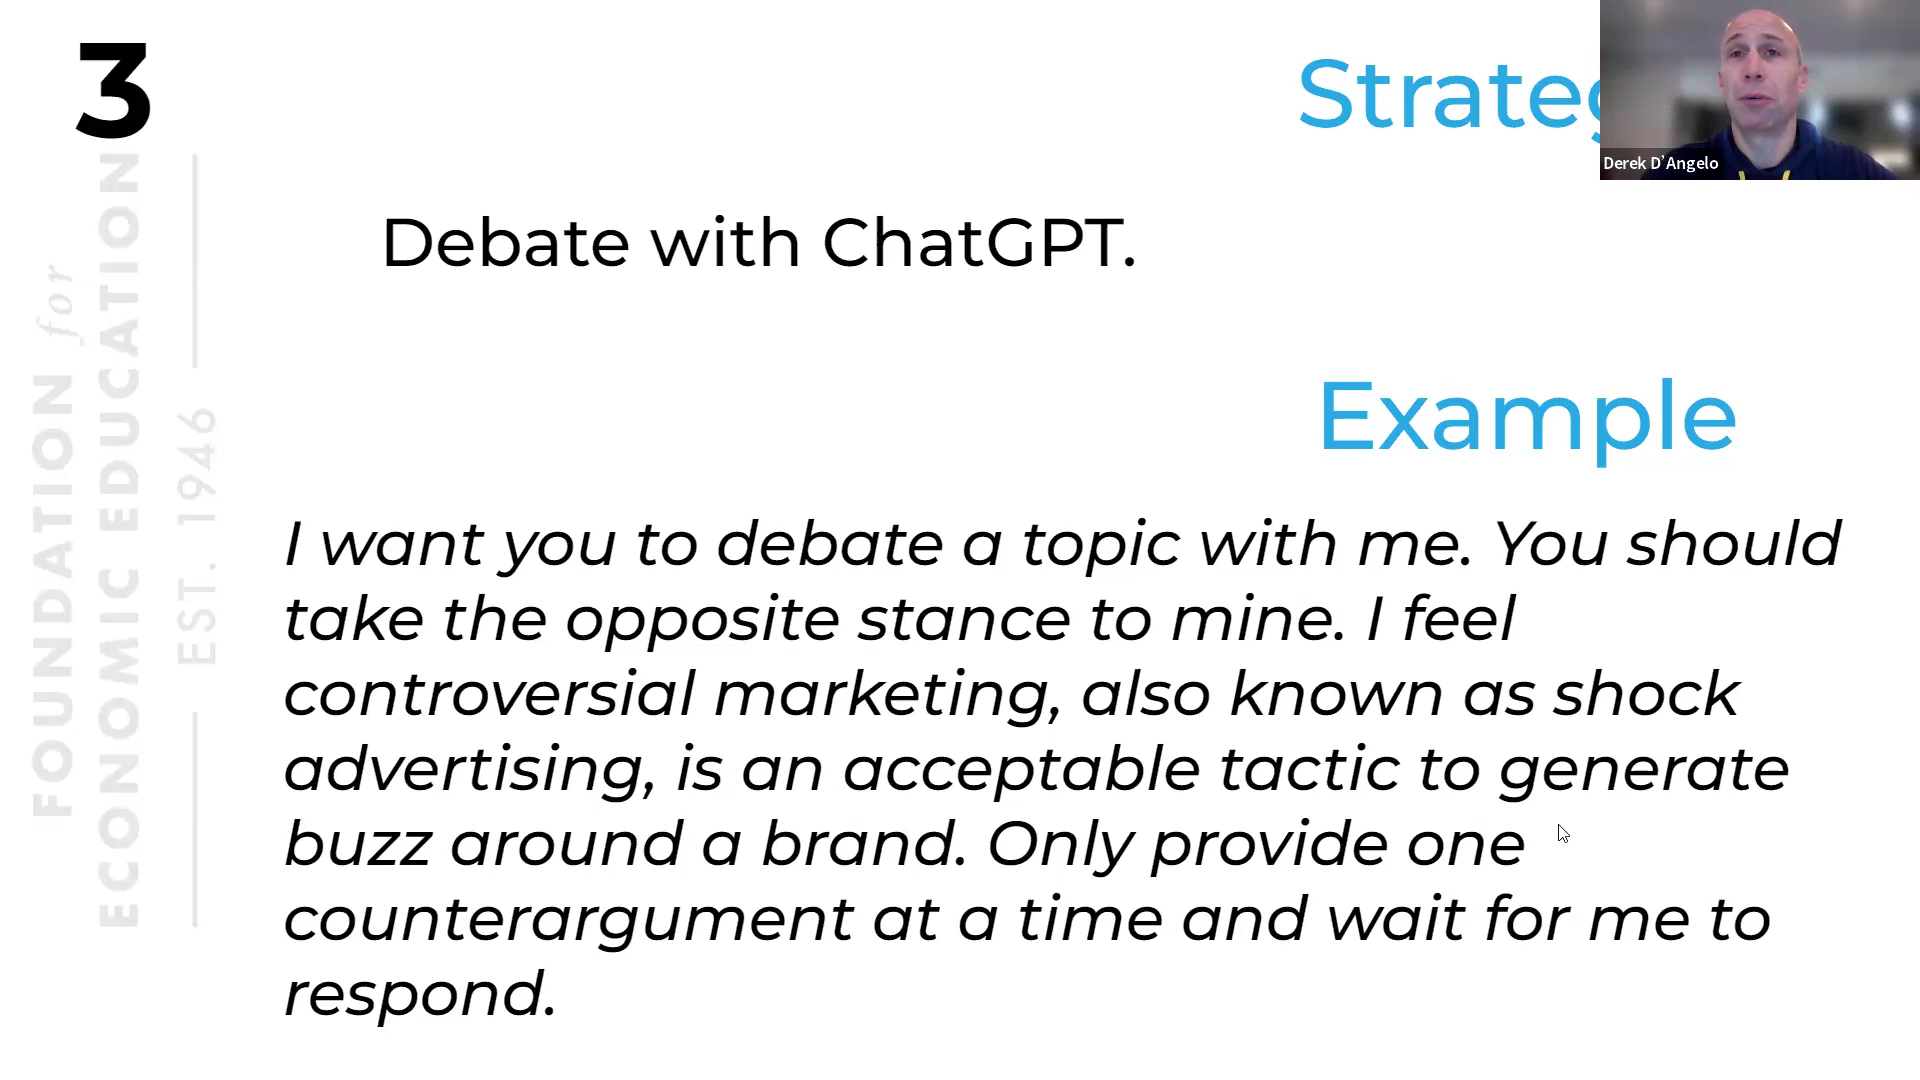 3
Strateg
Derek D'Angelo
Debate with ChatGPT.
Example
I want you to debate a topic with me. You should
take the opposite stance to mine. I feel
controversial marketing, also known as shock
advertising, is an acceptable tactic to generate
buzz around a brand. Only provide one
counterargument at a time and wait for me to
respond.
FOUNDATION for
ECONOMIC EDUCATION
EST. 1946